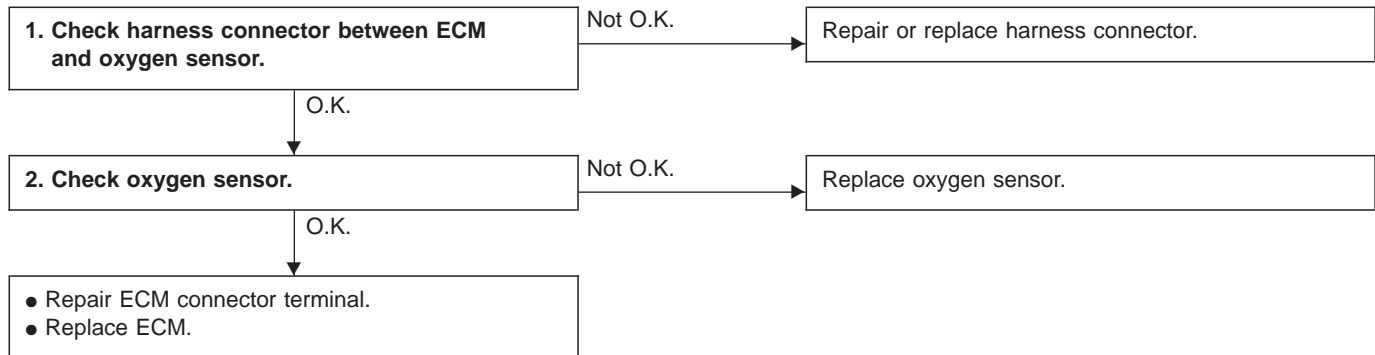 1. Check harness connector between ECM
and oxygen sensor.
Not O.K.
Repair or replace harness connector.
O.K.
2. Check oxygen sensor.
Not O.K.
Replace oxygen sensor.
O.K.
● Repair ECM connector terminal.
● Replace ECM.